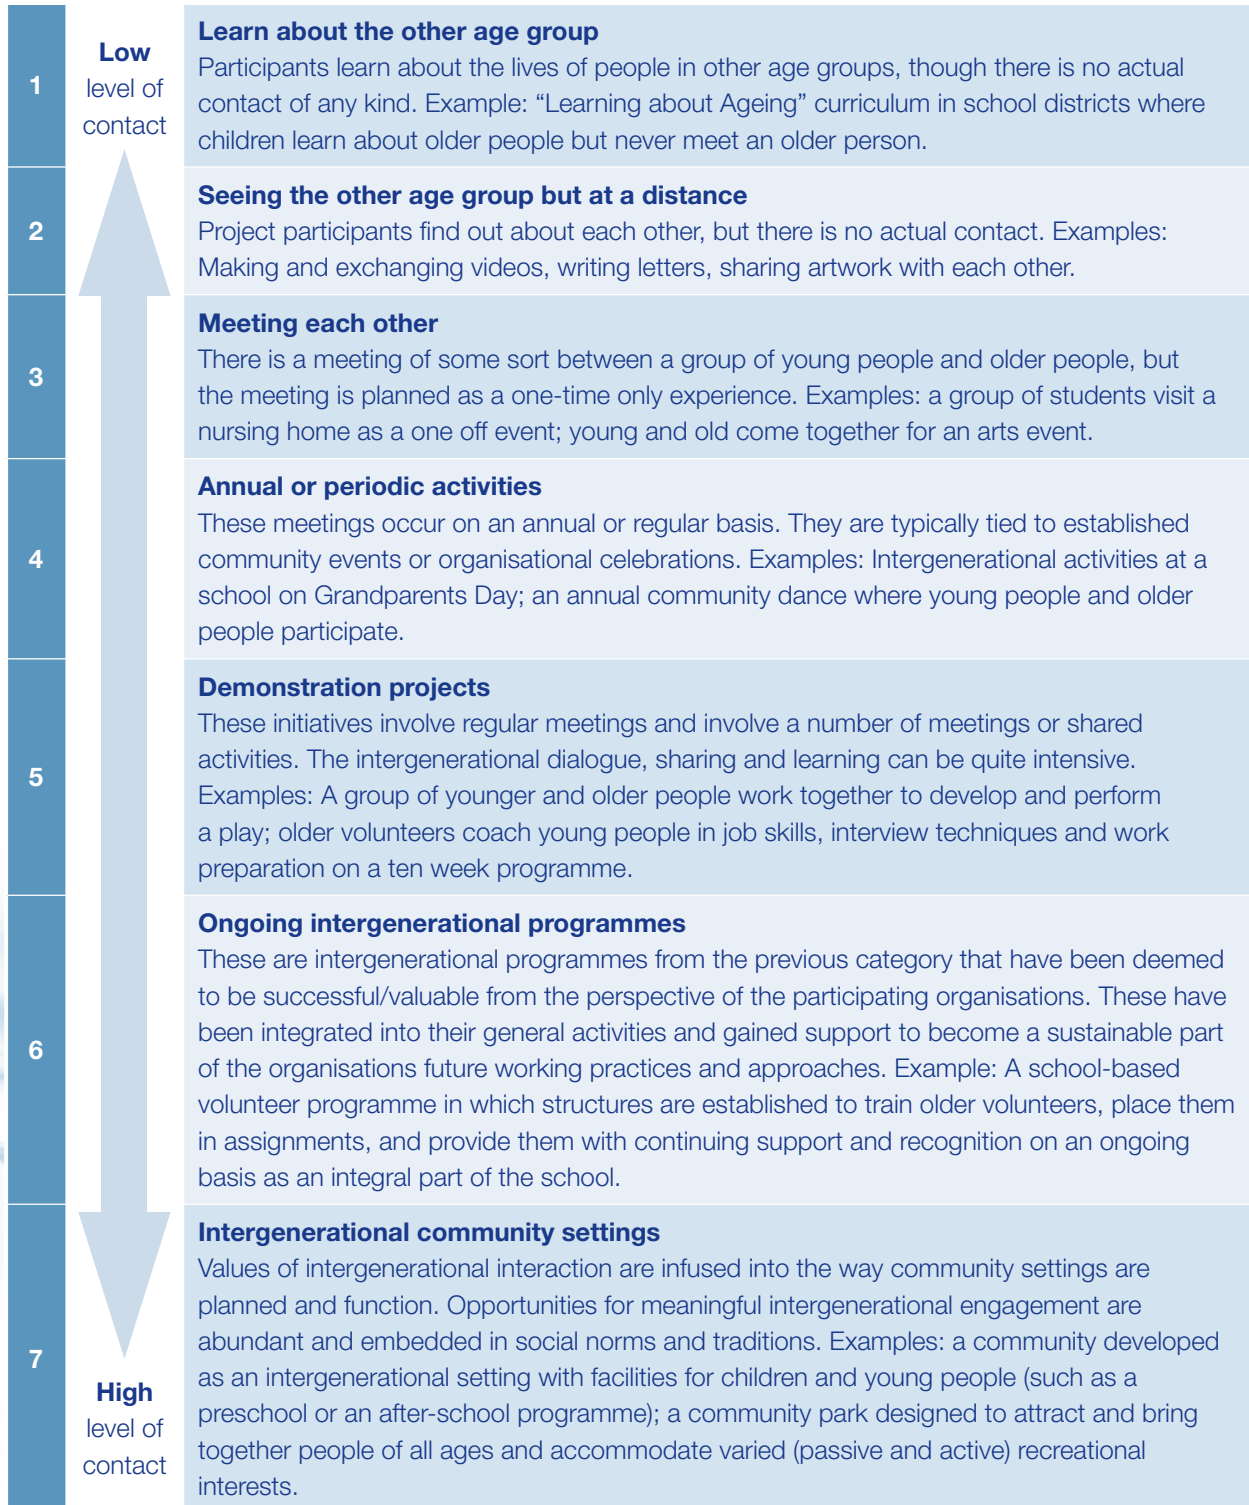 1
Low
level of
contact
Learn about the other age group
Participants learn about the lives of people in other age groups, though there is no actual
contact of any kind. Example: “Learning about Ageing” curriculum in school districts where
children learn about older people but never meet an older person.
2
Seeing the other age group but at a distance
Project participants find out about each other, but there is no actual contact. Examples:
Making and exchanging videos, writing letters, sharing artwork with each other.
3
Meeting each other
There is a meeting of some sort between a group of young people and older people, but
the meeting is planned as a one-time only experience. Examples: a group of students visit a
nursing home as a one off event; young and old come together for an arts event.
4
Annual or periodic activities
These meetings occur on an annual or regular basis. They are typically tied to established
community events or organisational celebrations. Examples: Intergenerational activities at a
school on Grandparents Day; an annual community dance where young people and older
people participate.
5
Demonstration projects
These initiatives involve regular meetings and involve a number of meetings or shared
activities. The intergenerational dialogue, sharing and learning can be quite intensive.
Examples: A group of younger and older people work together to develop and perform
a play; older volunteers coach young people in job skills, interview techniques and work
preparation on a ten week programme.
6
Ongoing intergenerational programmes
These are intergenerational programmes from the previous category that have been deemed
to be successful/valuable from the perspective of the participating organisations. These have
been integrated into their general activities and gained support to become a sustainable part
of the organisations future working practices and approaches. Example: A school-based
volunteer programme in which structures are established to train older volunteers, place them
in assignments, and provide them with continuing support and recognition on an ongoing
basis as an integral part of the school.
7
High
level of
contact
Intergenerational community settings
Values of intergenerational interaction are infused into the way community settings are
planned and function. Opportunities for meaningful intergenerational engagement are
abundant and embedded in social norms and traditions. Examples: a community developed
as an intergenerational setting with facilities for children and young people (such as a
preschool or an after-school programme); a community park designed to attract and bring
together people of all ages and accommodate varied (passive and active) recreational
interests.